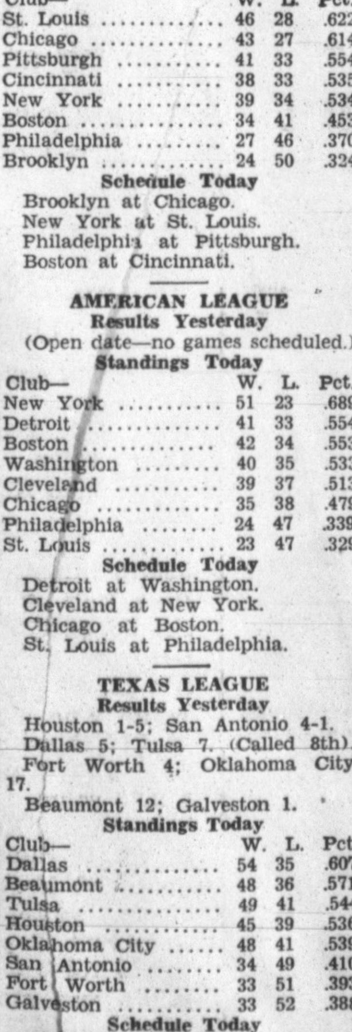 Club— W. L. Pct.
St. Louis .............. 46 28 .622
Chicago .............. 43 27 .614
Pittsburgh .......... 41 33 .554
Cincinnati .......... 38 33 .535
New York .......... 39 34 .534
Boston .............. 34 41 .453
Philadelphia ........ 27 46 .370
Brooklyn ............ 24 50 .324
Schedule Today
Brooklyn at Chicago.
New York at St. Louis.
Philadelphia at Pittsburgh.
Boston at Cincinnati.
AMERICAN LEAGUE
Results Yesterday
(Open date—no games scheduled.)
Standings Today
Club— W. L. Pct.
New York .......... 51 23 .689
Detroit .............. 41 33 .554
Boston .............. 42 34 .553
Washington ........ 40 35 .533
Cleveland .......... 39 37 .513
Chicago ............ 35 38 .479
Philadelphia ........ 24 47 .339
St. Louis ............ 23 47 .329
Schedule Today
Detroit at Washington.
Cleveland at New York.
Chicago at Boston.
St. Louis at Philadelphia.
TEXAS LEAGUE
Results Yesterday
Houston 1-5; San Antonio 4-1.
Dallas 5; Tulsa 7. (Called 8th)
Fort Worth 4; Oklahoma City
17.
Beaumont 12; Galveston 1.
Standings Today
Club— W. L. Pct
Dallas .............. 54 35 .607
Beaumont .......... 48 36 .571
Tulsa .............. 49 41 .544
Houston ............ 45 39 .536
Oklahoma City ...... 48 41 .539
San Antonio ........ 34 49 .410
Fort Worth ........ 33 51 .393
Galveston .......... 33 52 .388
Schedule Today